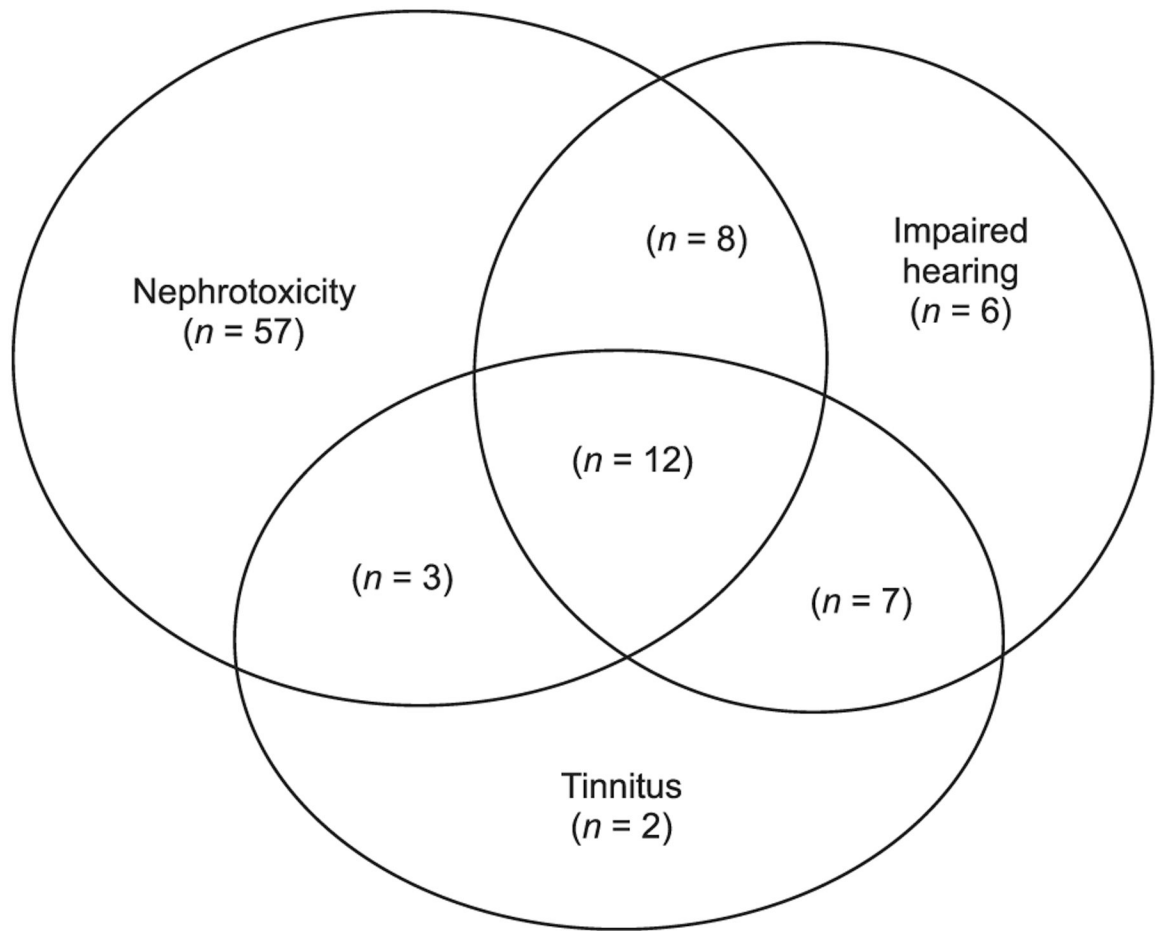 (n = 8)
Impaired
hearing
(n = 6)
Nephrotoxicity
(n = 57)
(n = 12)
(n = 3)
(n = 7)
Tinnitus
(n = 2)